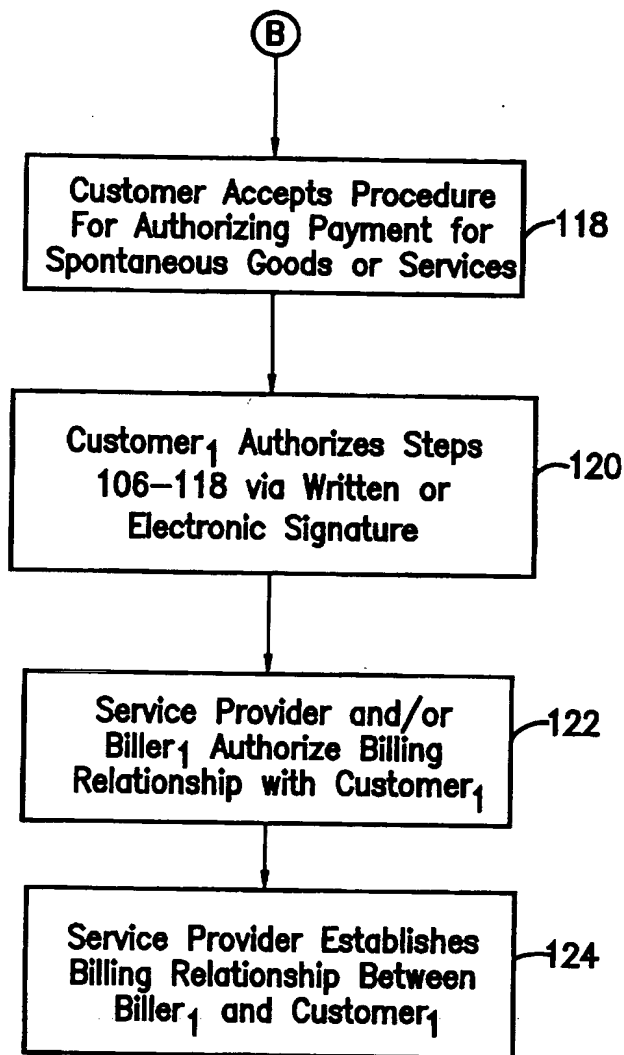 B
Customer Accepts Procedure
For Authorizing Payment for
Spontaneous Goods or Services
118
Customer₁ Authorizes Steps
106–118 via Written or
Electronic Signature
120
Service Provider and/or
Biller₁ Authorize Billing
Relationship with Customer₁
122
Service Provider Establishes
Billing Relationship Between
Biller₁ and Customer₁
124